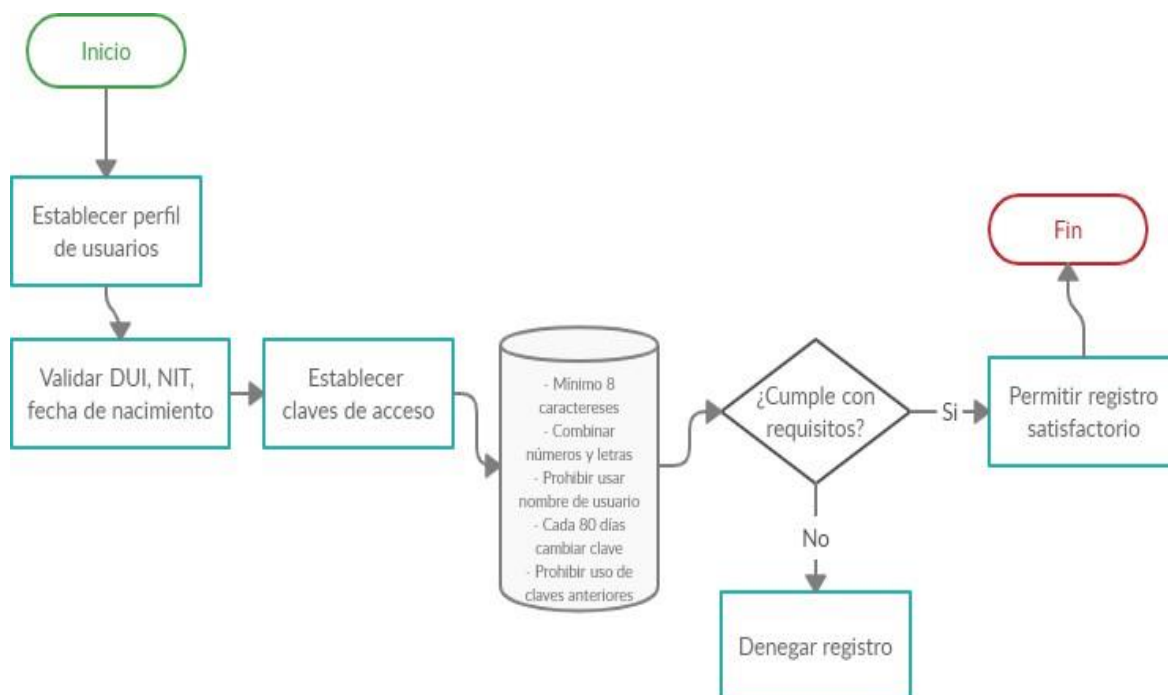 Inicio
Establecer perfil
de usuarios
Validar DUI, NIT,
fecha de nacimiento
Establecer
claves de acceso
- Mínimo 8
caractereses
- Combinar
números y letras
- Prohibir usar
nombre de usuario
- Cada 80 días
cambiar clave
- Prohibir uso de
claves anteriores
¿Cumple con
requisitos?
Si
Permitir registro
satisfactorio
Fin
No
Denegar registro